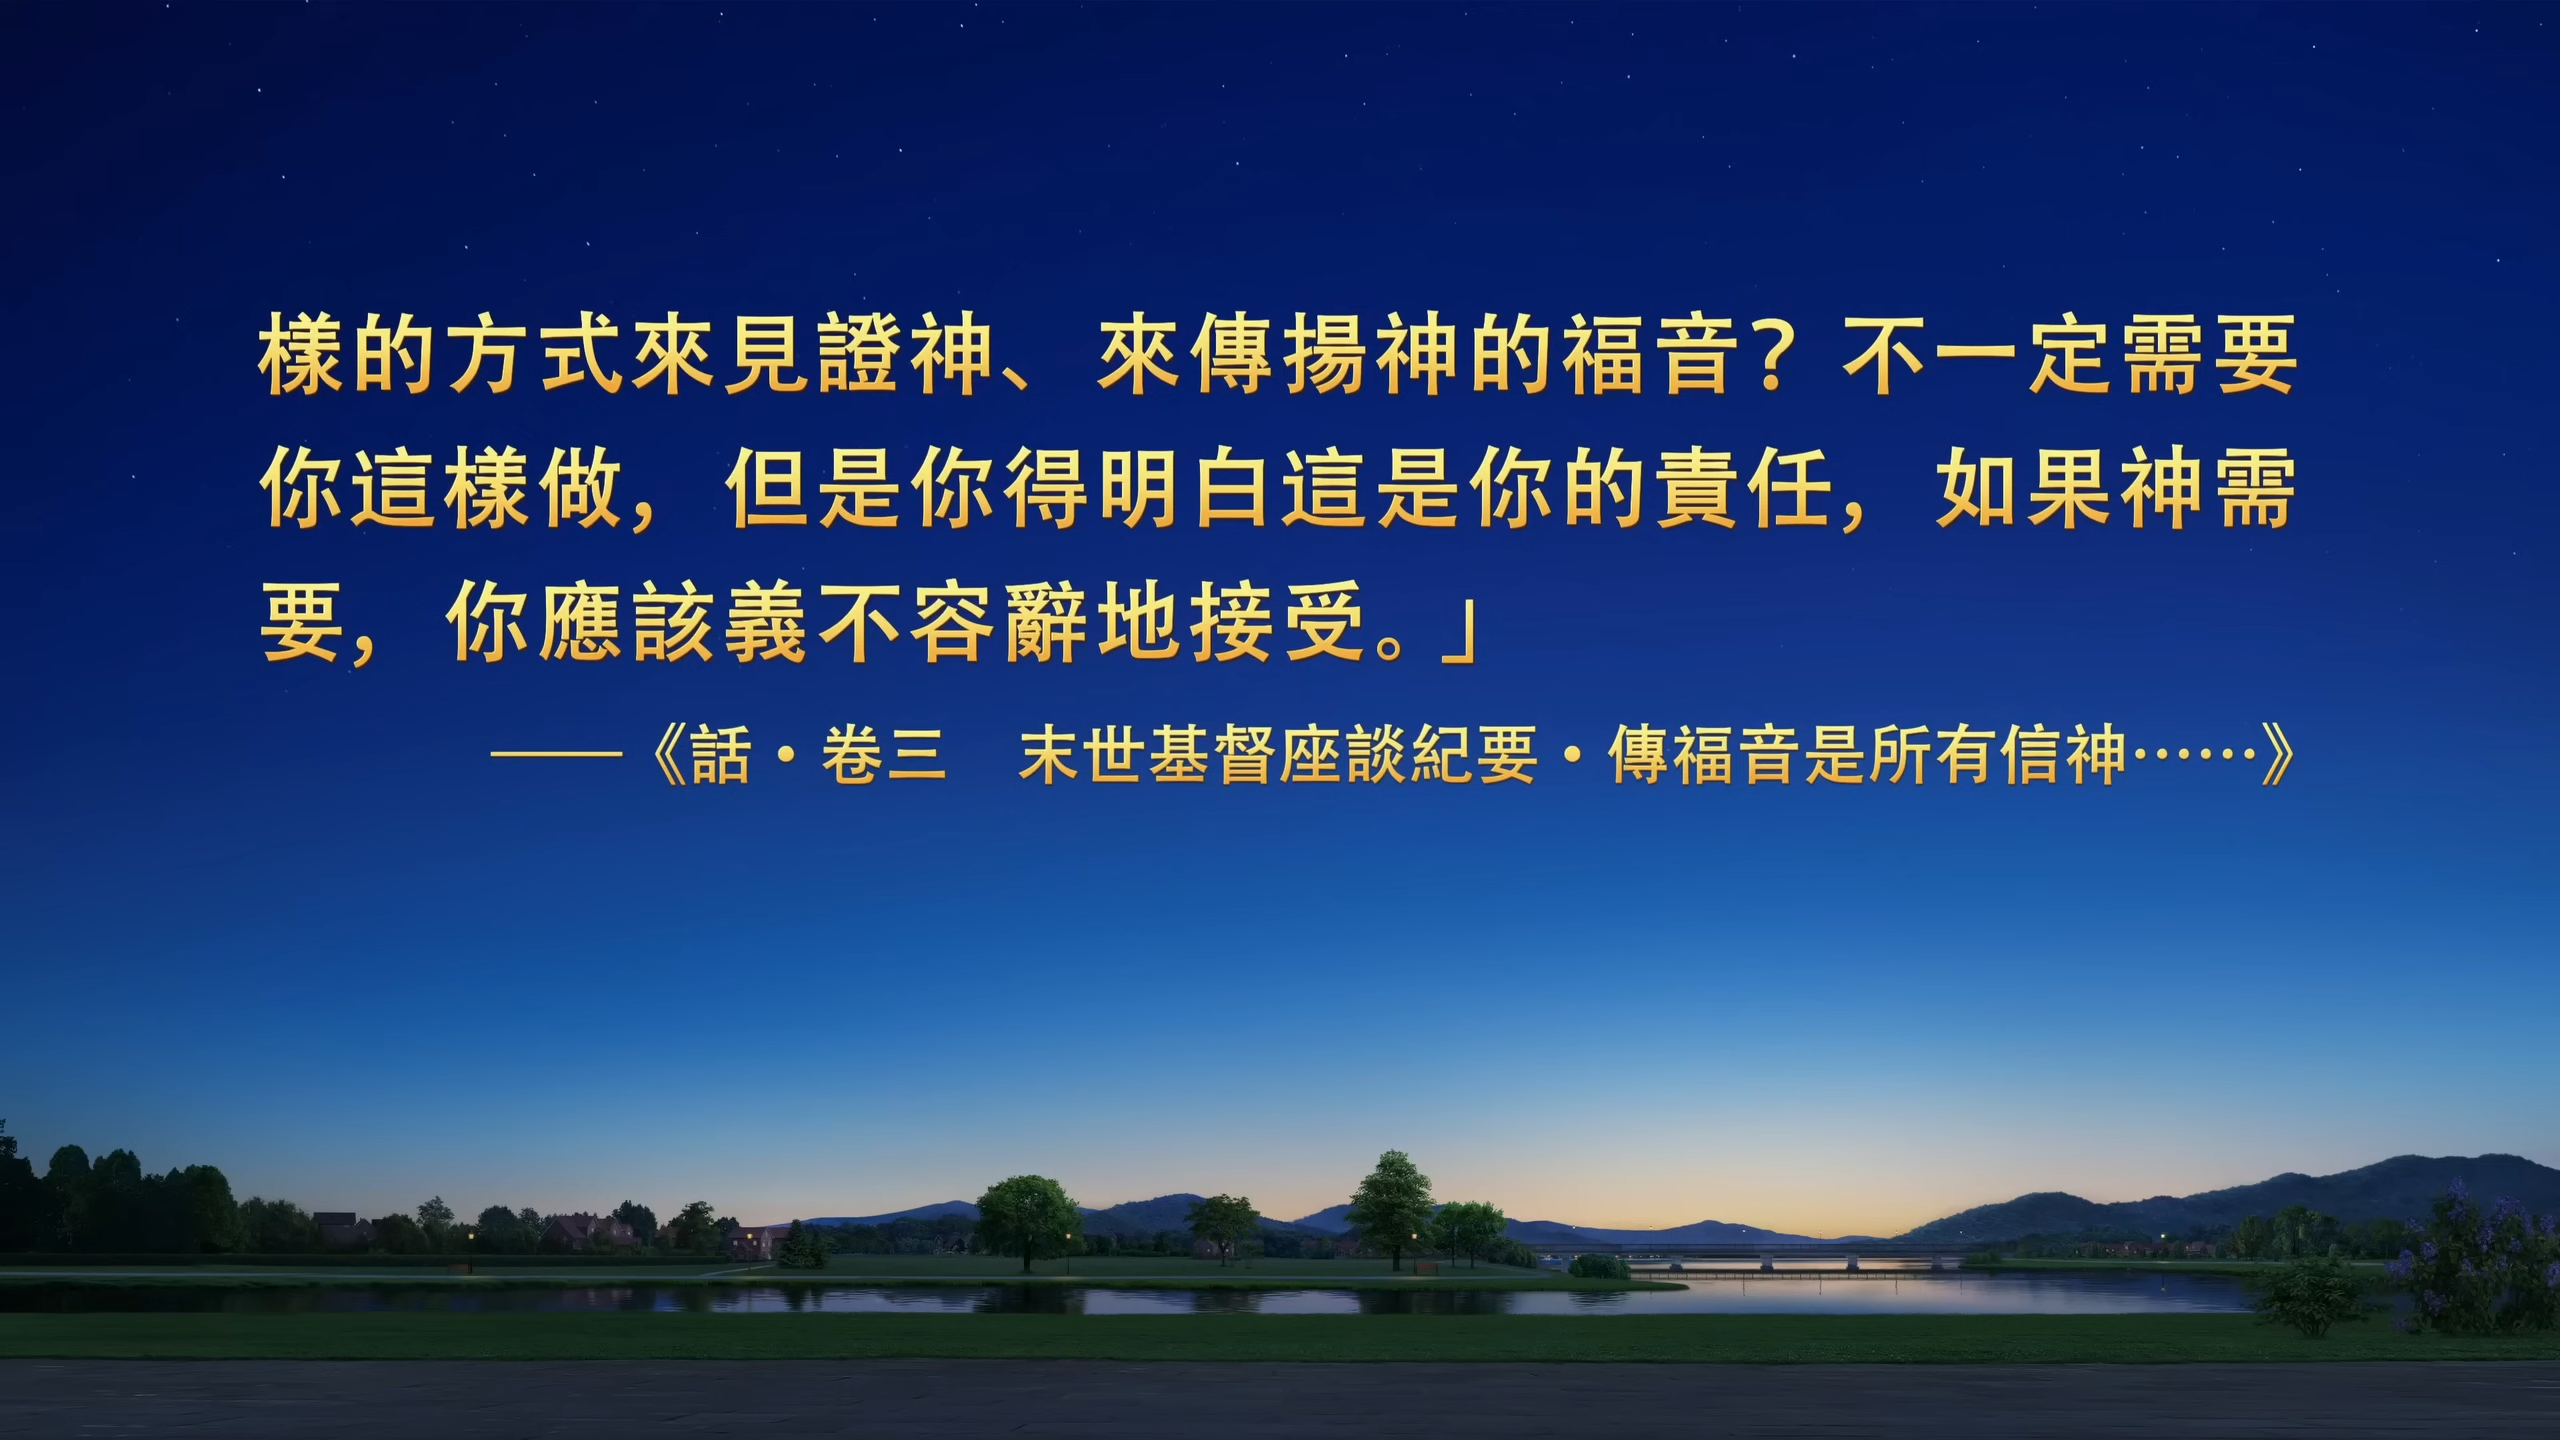 樣的方式來見證神、來傳揚神的福音？不一定需要
你這樣做，但是你得明白這是你的責任，如果神需
要，你應該義不容辭地接受。」
——《話・卷三　末世基督座談紀要・傳福音是所有信神……》